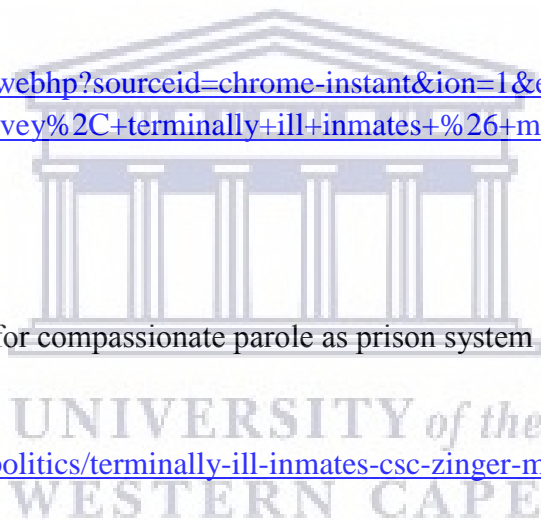 webhp?sourceid=chrome-instant&ion=1&e
vey%2C+terminally+ill+inmates+%26+m
for compassionate parole as prison system
UNIVERSITY of the
politics/terminally-ill-inmates-csc-zinger-m
WESTERN CAPE